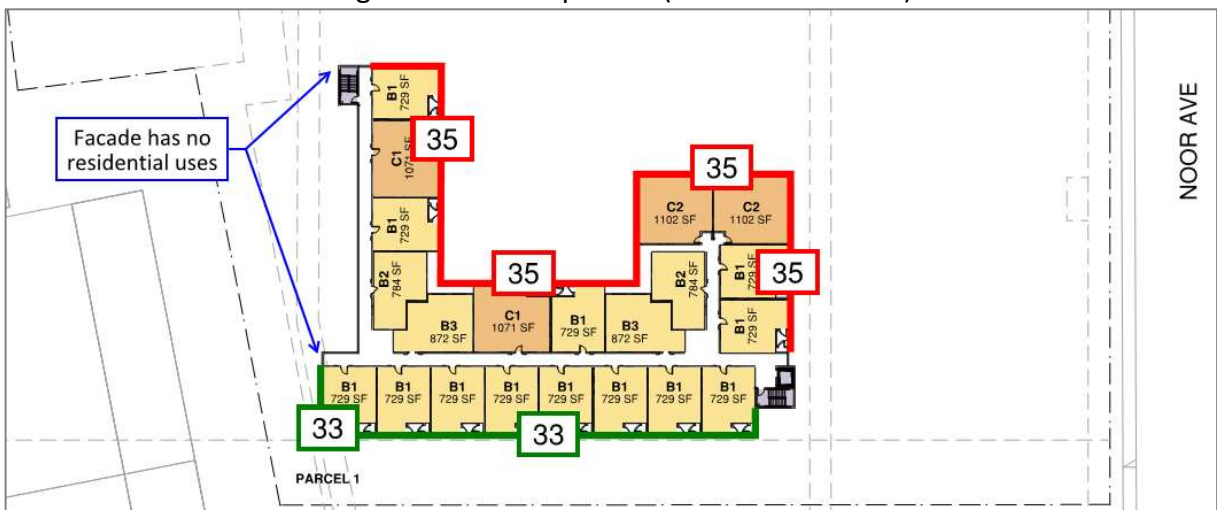 Facade has no
residential uses
NOOR AVE
B1
729 SF
35
C1
1071 SF
B1
729 SF
B2
784 SF
35
C2
1102 SF
C2
1102 SF
B1
729 SF
35
B1
729 SF
B2
784 SF
35
B3
872 SF
C1
1071 SF
B1
729 SF
B3
872 SF
B1
729 SF
B1
729 SF
B1
729 SF
B1
729 SF
B1
729 SF
B1
729 SF
B1
729 SF
B1
729 SF
33
33
PARCEL 1